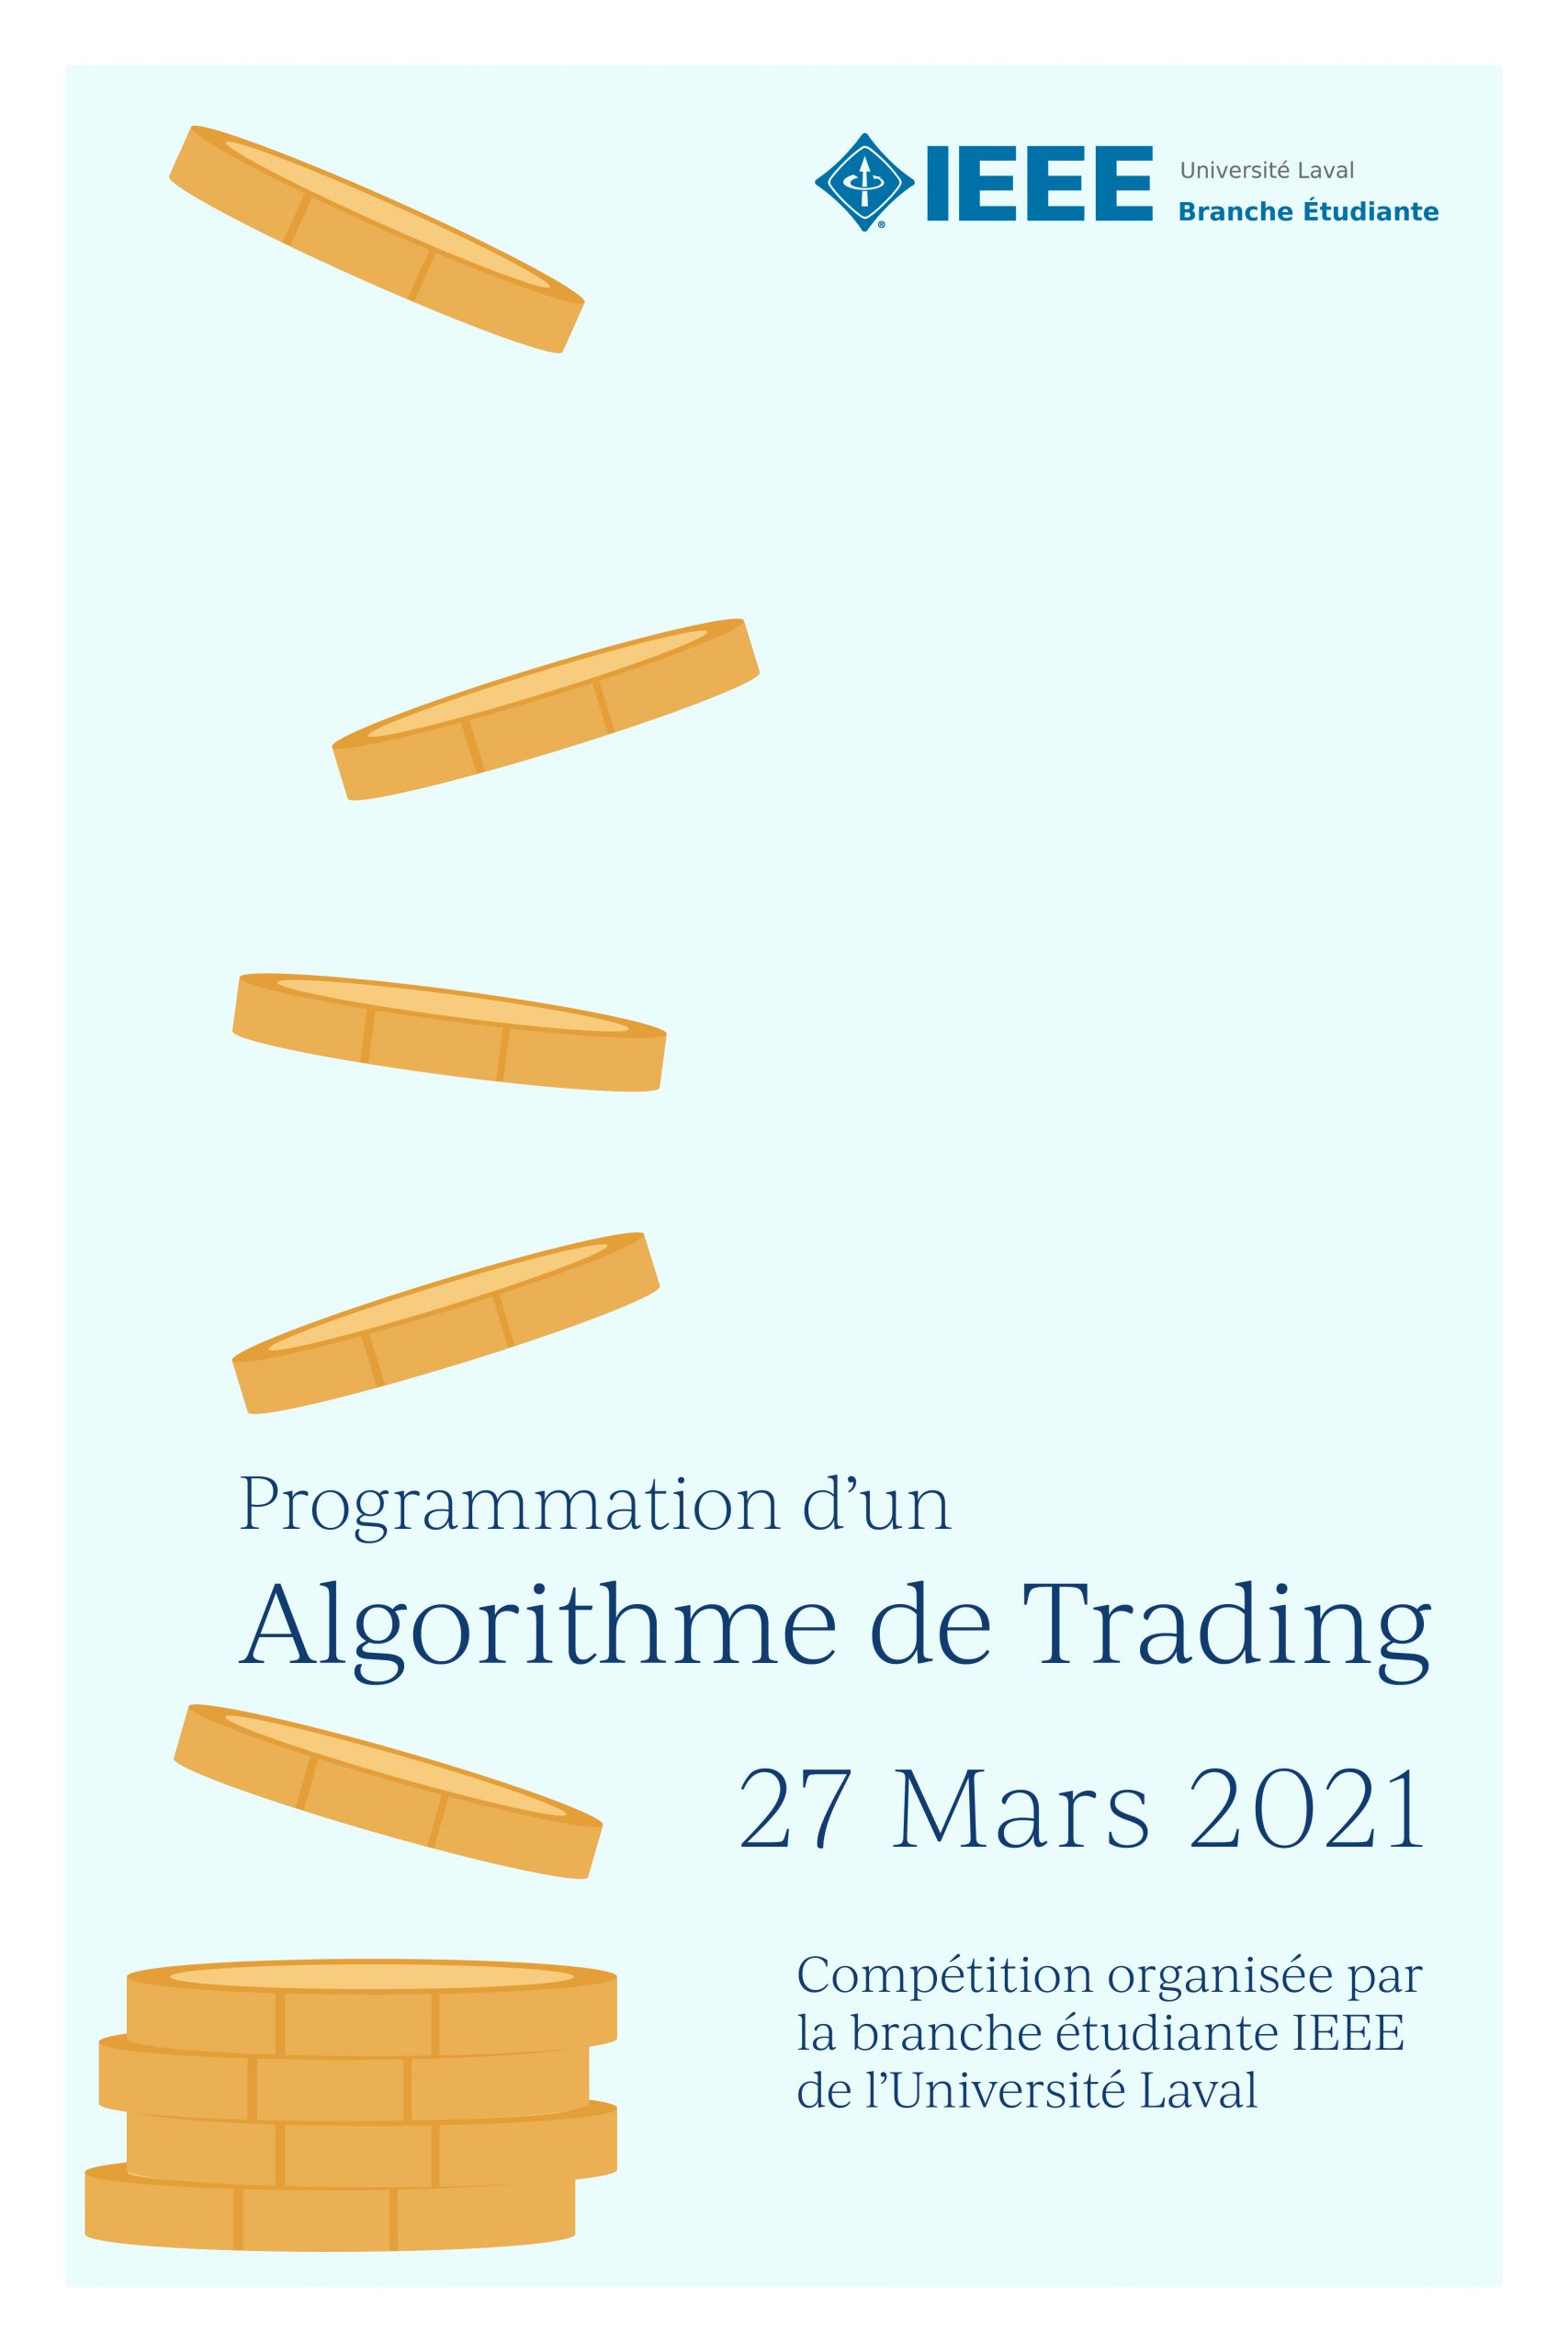 IEEE
®
Université Laval
Branche Étudiante
Programmation d’un
Algorithme de Trading
27 Mars 2021
Compétition organisée par
la branche étudiante IEEE
de l’Université Laval